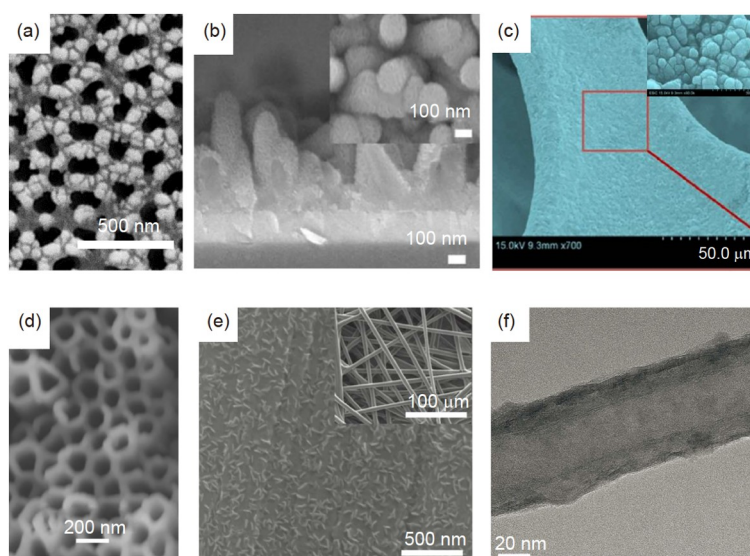 (a)
500 nm
(b)
100 nm
100 nm
(c)
15.0kV 9.3mm x700
50.0 μm
(d)
200 nm
(e)
100 μm
500 nm
(f)
20 nm